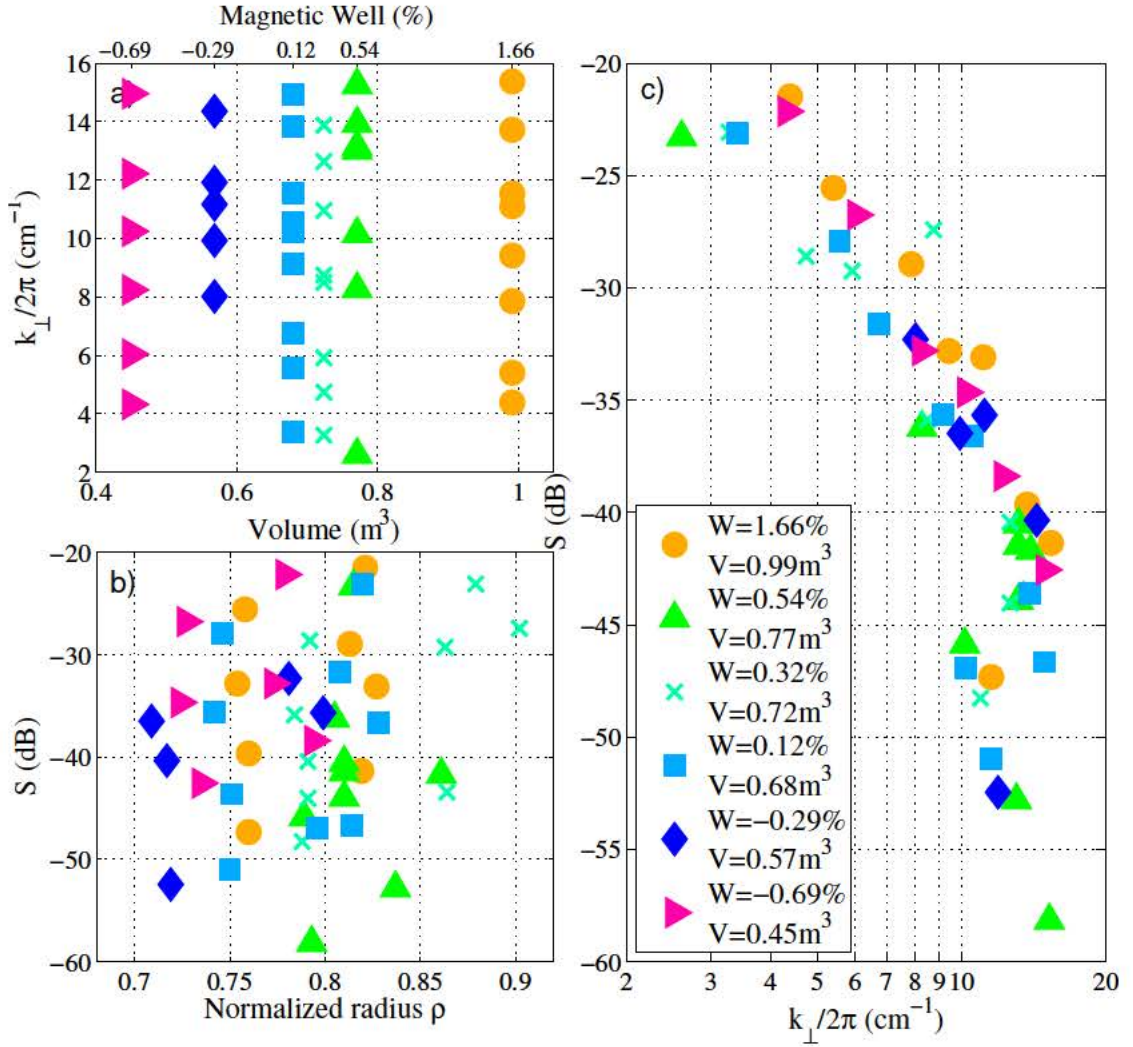 Magnetic Well (%)
−0.69 −0.29 0.12 0.54 1.66
a)
16
14
12
10
8
6
4
2
k⊥/2π (cm⁻¹)
0.4 0.6 0.8 1
Volume (m³)
b)
−20
−30
−40
−50
−60
S (dB)
0.7 0.75 0.8 0.85 0.9
Normalized radius ρ
c)
−20
−25
−30
−35
−40
−45
−50
−55
−60
S (dB)
W=1.66%
V=0.99m³
W=0.54%
V=0.77m³
W=0.32%
V=0.72m³
W=0.12%
V=0.68m³
W=−0.29%
V=0.57m³
W=−0.69%
V=0.45m³
2 3 4 5 6 7 8 9 10 20
k⊥/2π (cm⁻¹)